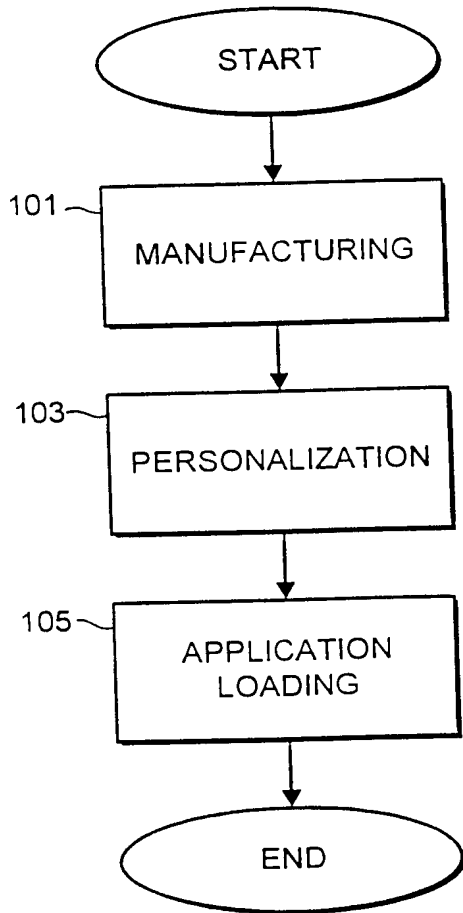 START
101
MANUFACTURING
103
PERSONALIZATION
105
APPLICATION
LOADING
END